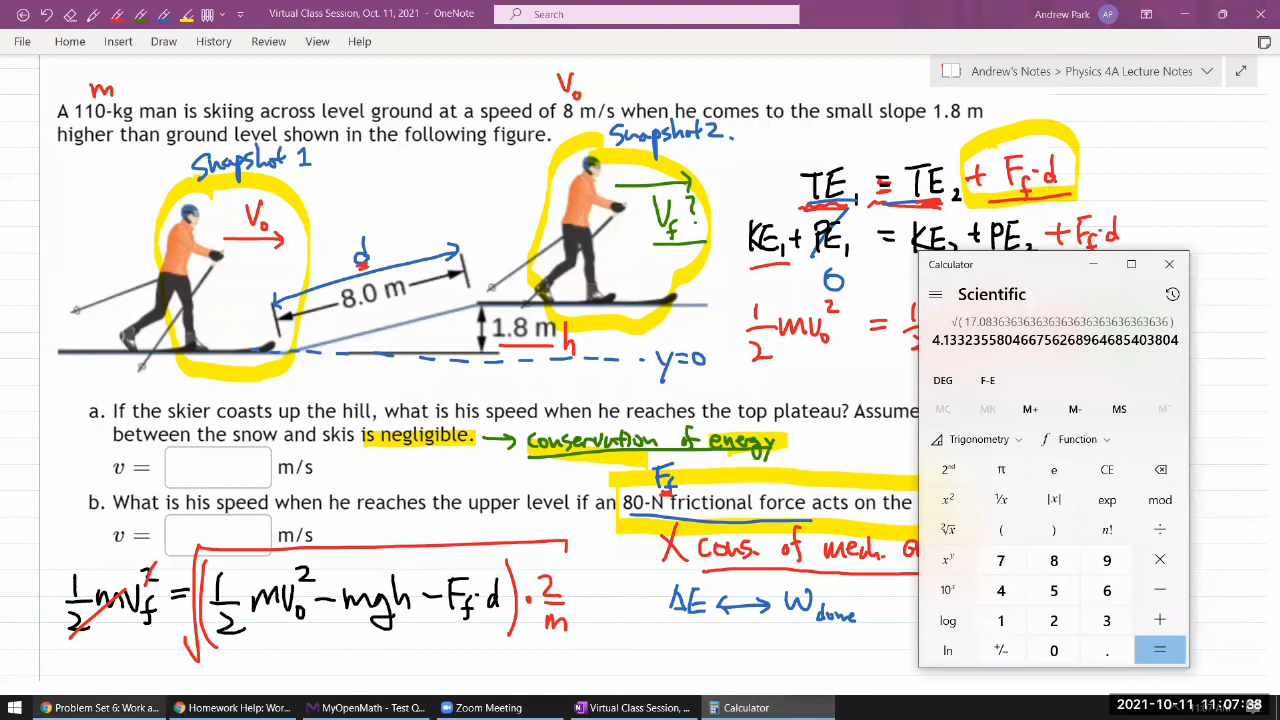 Virtual Class Session, Oct. 11, 2021 - OneNote
Search
Andrew Park
AP
File Home Insert Draw History Review View Help
Andrew's Notes > Physics 4A Lecture Notes
m
V₀
A 110-kg man is skiing across level ground at a speed of 8 m/s when he comes to the small slope 1.8 m
higher than ground level shown in the following figure.
Snapshot 1
Snapshot 2.
V₀
d
8.0 m
V_f ?
1.8 m h
y=0
TE₁ = TE₂ + F_f·d
KE₁ + PE₁ = KE₂ + PE₂ + F_f·d
0
1/2 mv₀² =
Calculator
Scientific
√(17.083636363636363636363636363636)
4.1332355804667562689646854038​04
DEG F-E
MC MR M+ M- MS
Trigonometry Function
2ⁿᵈ π e CE
x² ¹/x |x| exp mod
²√x ( ) n! ÷
xʸ 7 8 9 ×
10ˣ 4 5 6 −
log 1 2 3 +
ln +/− 0 . =
a. If the skier coasts up the hill, what is his speed when he reaches the top plateau? Assume
between the snow and skis is negligible. → conservation of energy
v = m/s
F_f
b. What is his speed when he reaches the upper level if an 80-N frictional force acts on the
v = m/s
X cons. of mech.
1/2 mv_f² = √(1/2 mv₀² − mgh − F_f·d) · 2/m
ΔE ↔ W done
Problem Set 6: Work a... Homework Help: Wor... MyOpenMath - Test Q... Zoom Meeting Virtual Class Session, ... Calculator
2021-10-11 11:07:38